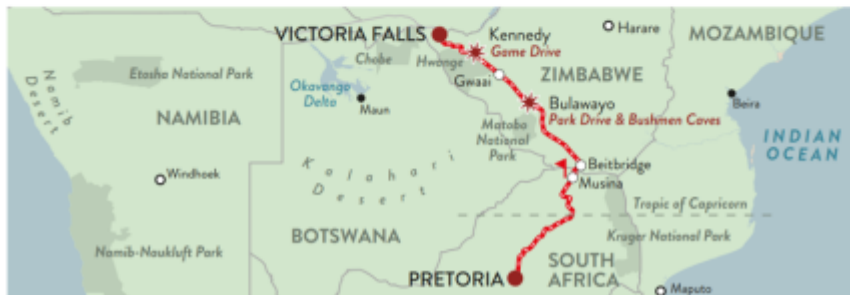 VICTORIA FALLS
Kennedy
Game Drive
Harare
MOZAMBIQUE
Etosha National Park
Chobe
Hwange
Gwaai
ZIMBABWE
Namib
Desert
Okavango
Delta
Maun
Bulawayo
Park Drive & Bushmen Caves
Beira
NAMIBIA
Matobo
National
Park
INDIAN
OCEAN
Windhoek
Kalahari
Desert
Beitbridge
Musina
Tropic of Capricorn
BOTSWANA
Kruger National Park
Namib-Naukluft Park
SOUTH
AFRICA
PRETORIA
Maputo